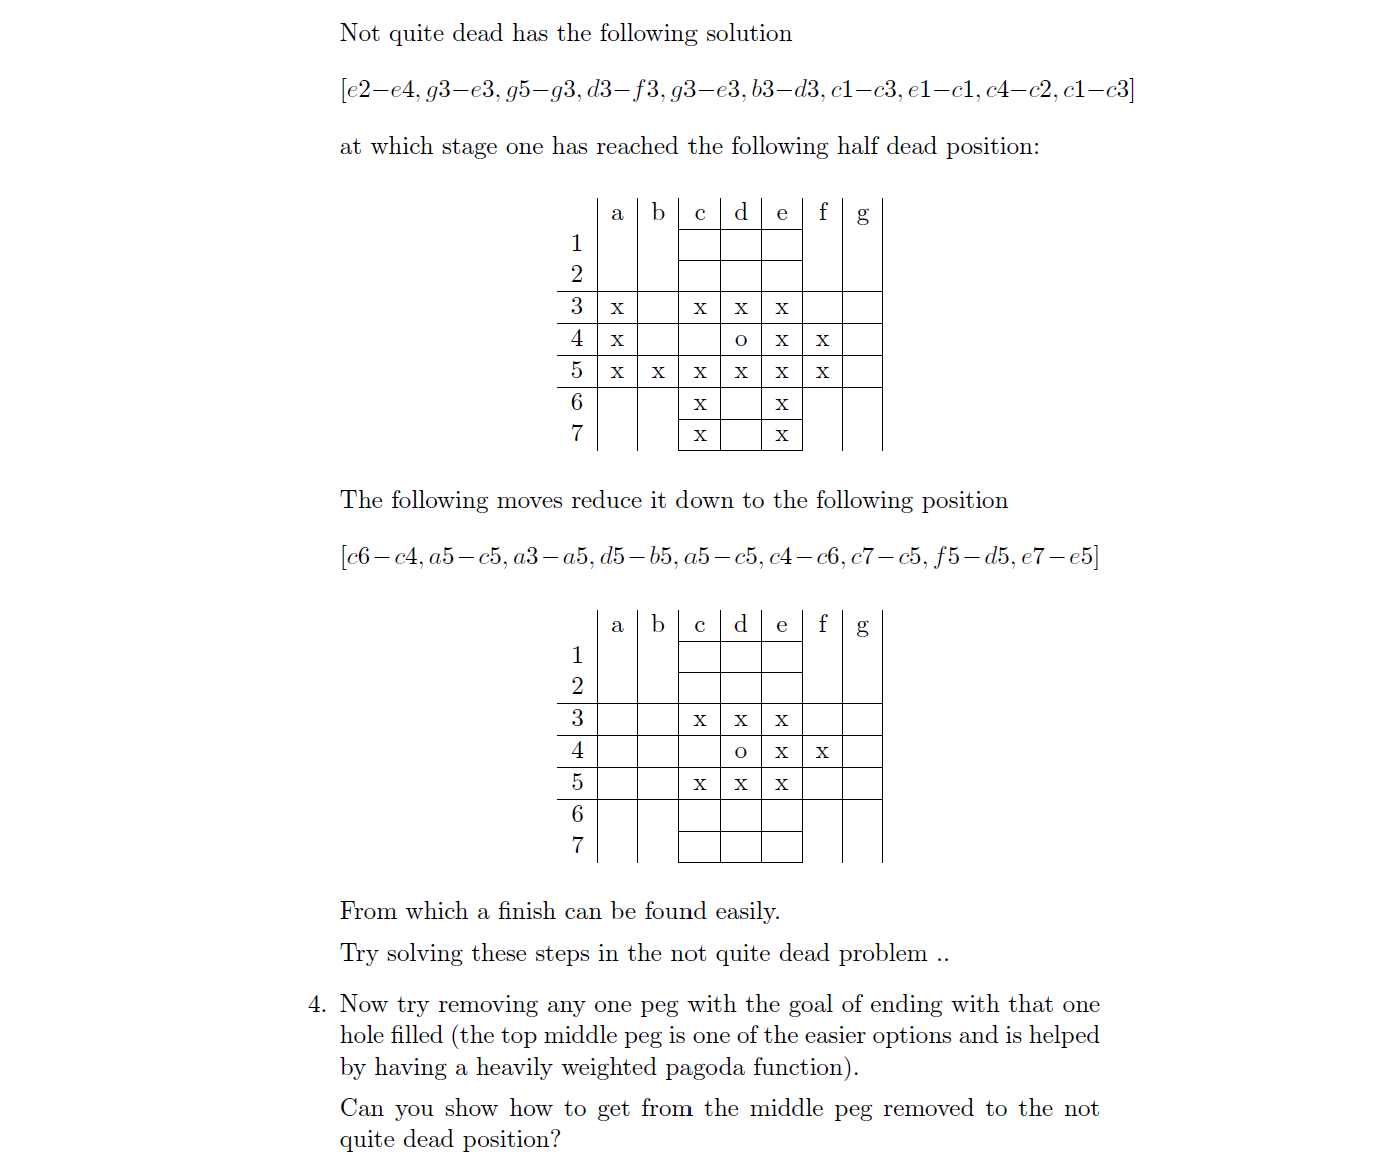 Not quite dead has the following solution
[e2−e4, g3−e3, g5−g3, d3−f3, g3−e3, b3−d3, c1−c3, e1−c1, c4−c2, c1−c3]
at which stage one has reached the following half dead position:
a b c d e f g
1
2
3 x x x x
4 x o x x
5 x x x x x x
6 x x
7 x x
The following moves reduce it down to the following position
[c6−c4, a5−c5, a3−a5, d5−b5, a5−c5, c4−c6, c7−c5, f5−d5, e7−e5]
a b c d e f g
1
2
3 x x x
4 o x x
5 x x x
6
7
From which a finish can be found easily.
Try solving these steps in the not quite dead problem ..
4. Now try removing any one peg with the goal of ending with that one
hole filled (the top middle peg is one of the easier options and is helped
by having a heavily weighted pagoda function).
Can you show how to get from the middle peg removed to the not
quite dead position?